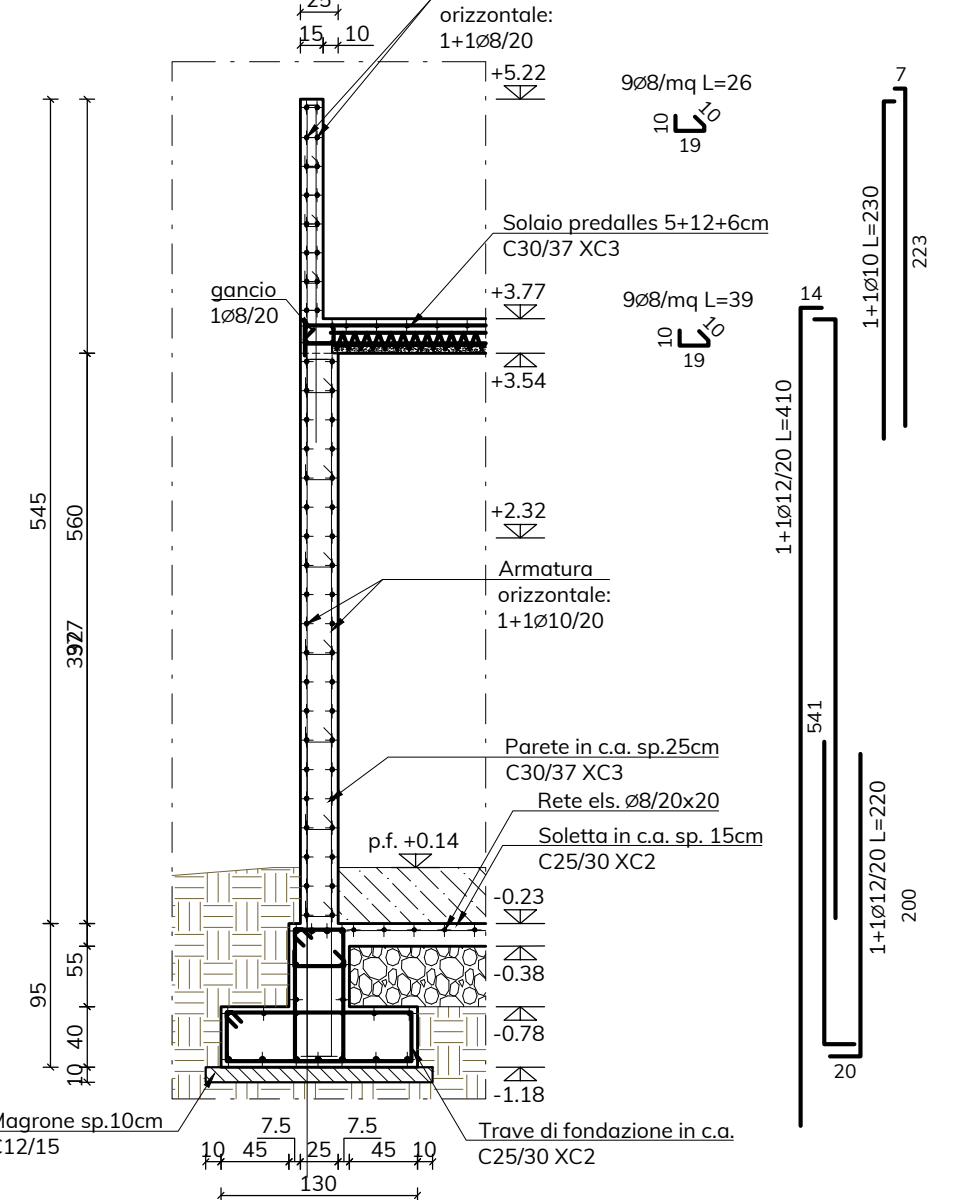 25
orizzontale:
15
10
1+1Ø8/20
+5.22
9Ø8/mq L=26
10
10
19
7
1+1Ø10 L=230
223
Solaio predalles 5+12+6cm
C30/37 XC3
gancio
1Ø8/20
+3.77
9Ø8/mq L=39
10
10
19
14
+3.54
1+1Ø12/20 L=410
545
560
+2.32
Armatura
orizzontale:
1+1Ø10/20
541
Parete in c.a. sp.25cm
C30/37 XC3
Rete els. Ø8/20x20
p.f. +0.14
Soletta in c.a. sp. 15cm
C25/30 XC2
1+1Ø12/20 L=220
200
-0.23
55
-0.38
95
40
-0.78
10
20
-1.18
Magrone sp.10cm
C12/15
7.5
7.5
Trave di fondazione in c.a.
C25/30 XC2
10
45
25
45
10
130